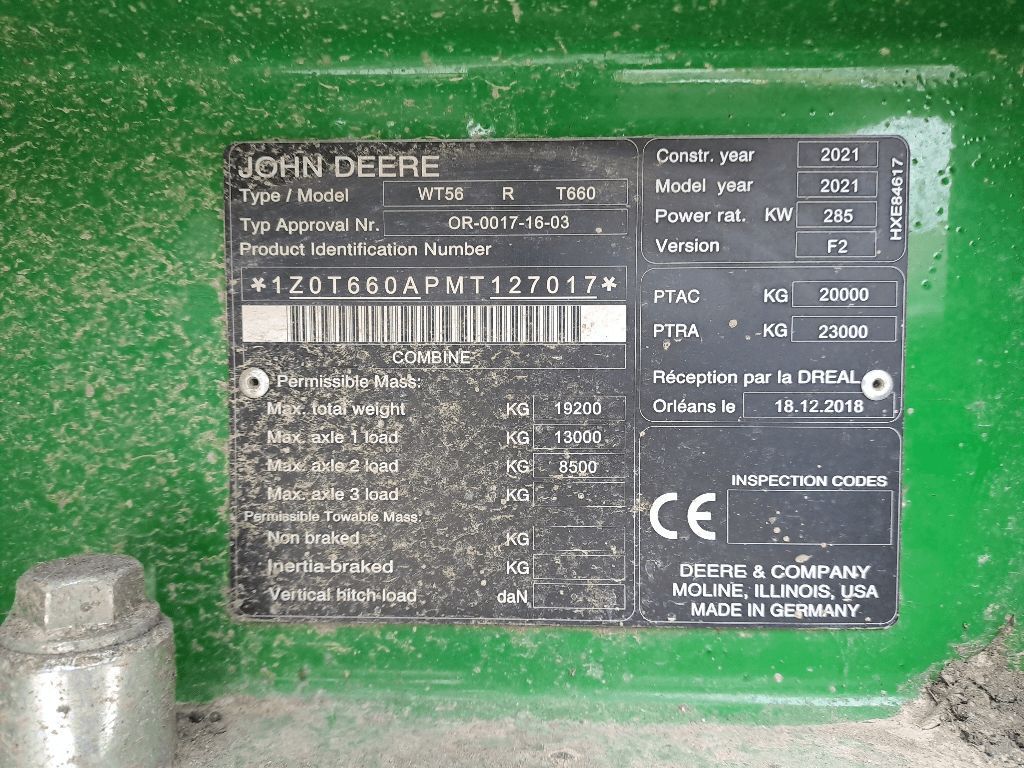 JOHN DEERE
Type / Model WT56 R T660
Typ Approval Nr. OR-0017-16-03
Product Identification Number
*1Z0T660APMT127017*
COMBINE
Permissible Mass:
Max. total weight KG 19200
Max. axle 1 load KG 13000
Max. axle 2 load KG 8500
Max. axle 3 load KG
Permissible Towable Mass:
Non braked KG
Inertia-braked KG
Vertical hitch load daN
Constr. year 2021
Model year 2021
Power rat. KW 285
Version F2
HXE84617
PTAC KG 20000
PTRA KG 23000
Réception par la DREAL
Orléans le 18.12.2018
INSPECTION CODES
CE
DEERE & COMPANY
MOLINE, ILLINOIS, USA
MADE IN GERMANY